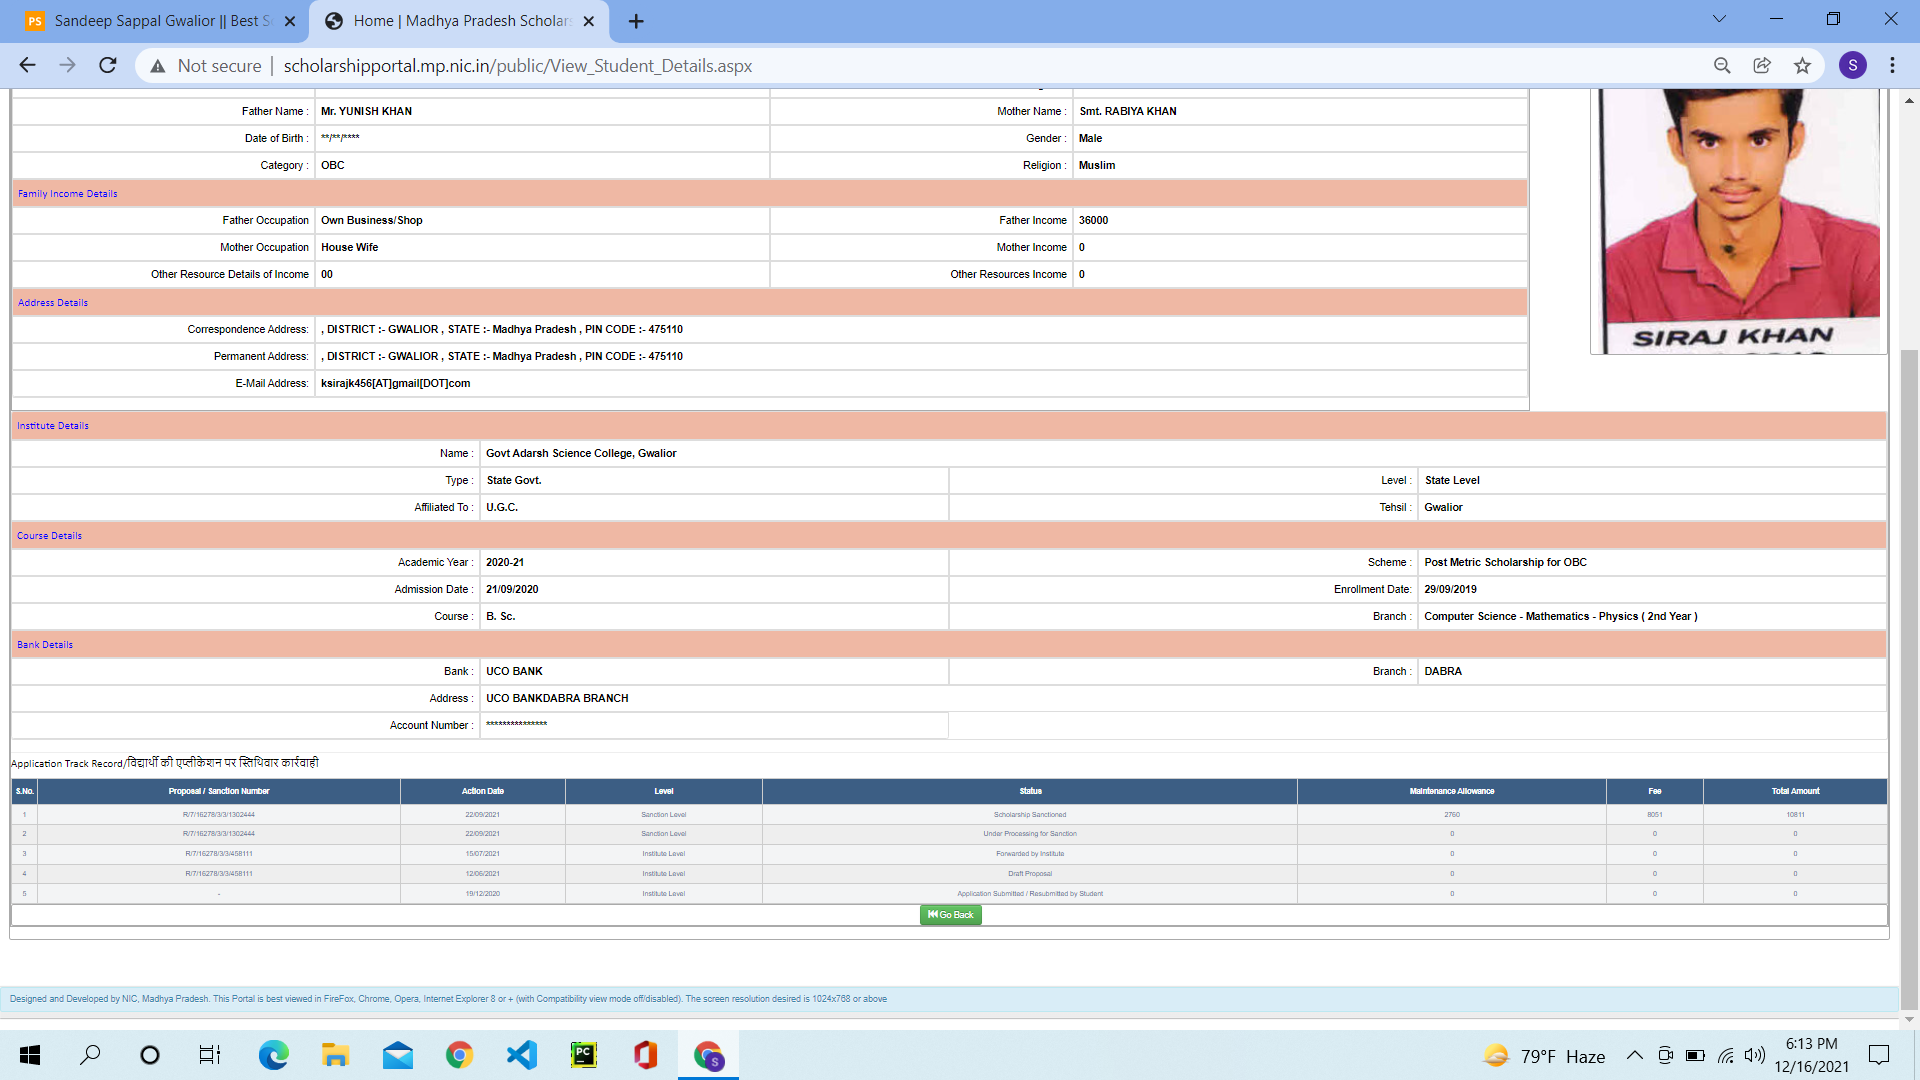 Sandeep Sappal Gwalior || Best S
Home | Madhya Pradesh Scholars
Not secure | scholarshipportal.mp.nic.in/public/View_Student_Details.aspx
S
Father Name : Mr. YUNISH KHAN Mother Name : Smt. RABIYA KHAN
Date of Birth : **/**/**** Gender : Male
Category : OBC Religion : Muslim
Family Income Details
Father Occupation Own Business/Shop Father Income 36000
Mother Occupation House Wife Mother Income 0
Other Resource Details of Income 00 Other Resources Income 0
Address Details
Correspondence Address: , DISTRICT :- GWALIOR , STATE :- Madhya Pradesh , PIN CODE :- 475110
Permanent Address: , DISTRICT :- GWALIOR , STATE :- Madhya Pradesh , PIN CODE :- 475110
E-Mail Address: ksirajk456[AT]gmail[DOT]com
SIRAJ KHAN
Institute Details
Name : Govt Adarsh Science College, Gwalior
Type : State Govt. Level : State Level
Affiliated To : U.G.C. Tehsil : Gwalior
Course Details
Academic Year : 2020-21 Scheme : Post Metric Scholarship for OBC
Admission Date : 21/09/2020 Enrollment Date: 29/09/2019
Course : B. Sc. Branch : Computer Science - Mathematics - Physics ( 2nd Year )
Bank Details
Bank : UCO BANK Branch : DABRA
Address : UCO BANKDABRA BRANCH
Account Number : **************
Application Track Record/विद्यार्थी की एप्लीकेशन पर स्तिथिवार कार्रवाही
S.No. Proposal / Sanction Number Action Date Level Status Maintenance Allowance Fee Total Amount
1 R/7/16278/3/3/1302444 22/09/2021 Sanction Level Scholarship Sanctioned 2760 8051 10811
2 R/7/16278/3/3/1302444 22/09/2021 Sanction Level Under Processing for Sanction 0 0 0
3 R/7/16278/3/3/458111 15/07/2021 Institute Level Forwarded by Institute 0 0 0
4 R/7/16278/3/3/458111 12/06/2021 Institute Level Draft Proposal 0 0 0
5 - 19/12/2020 Institute Level Application Submitted / Resubmitted by Student 0 0 0
Go Back
Designed and Developed by NIC, Madhya Pradesh. This Portal is best viewed in FireFox, Chrome, Opera, Internet Explorer 8 or + (with Compatibility view mode off/disabled). The screen resolution desired is 1024x768 or above
79°F Haze
6:13 PM
12/16/2021